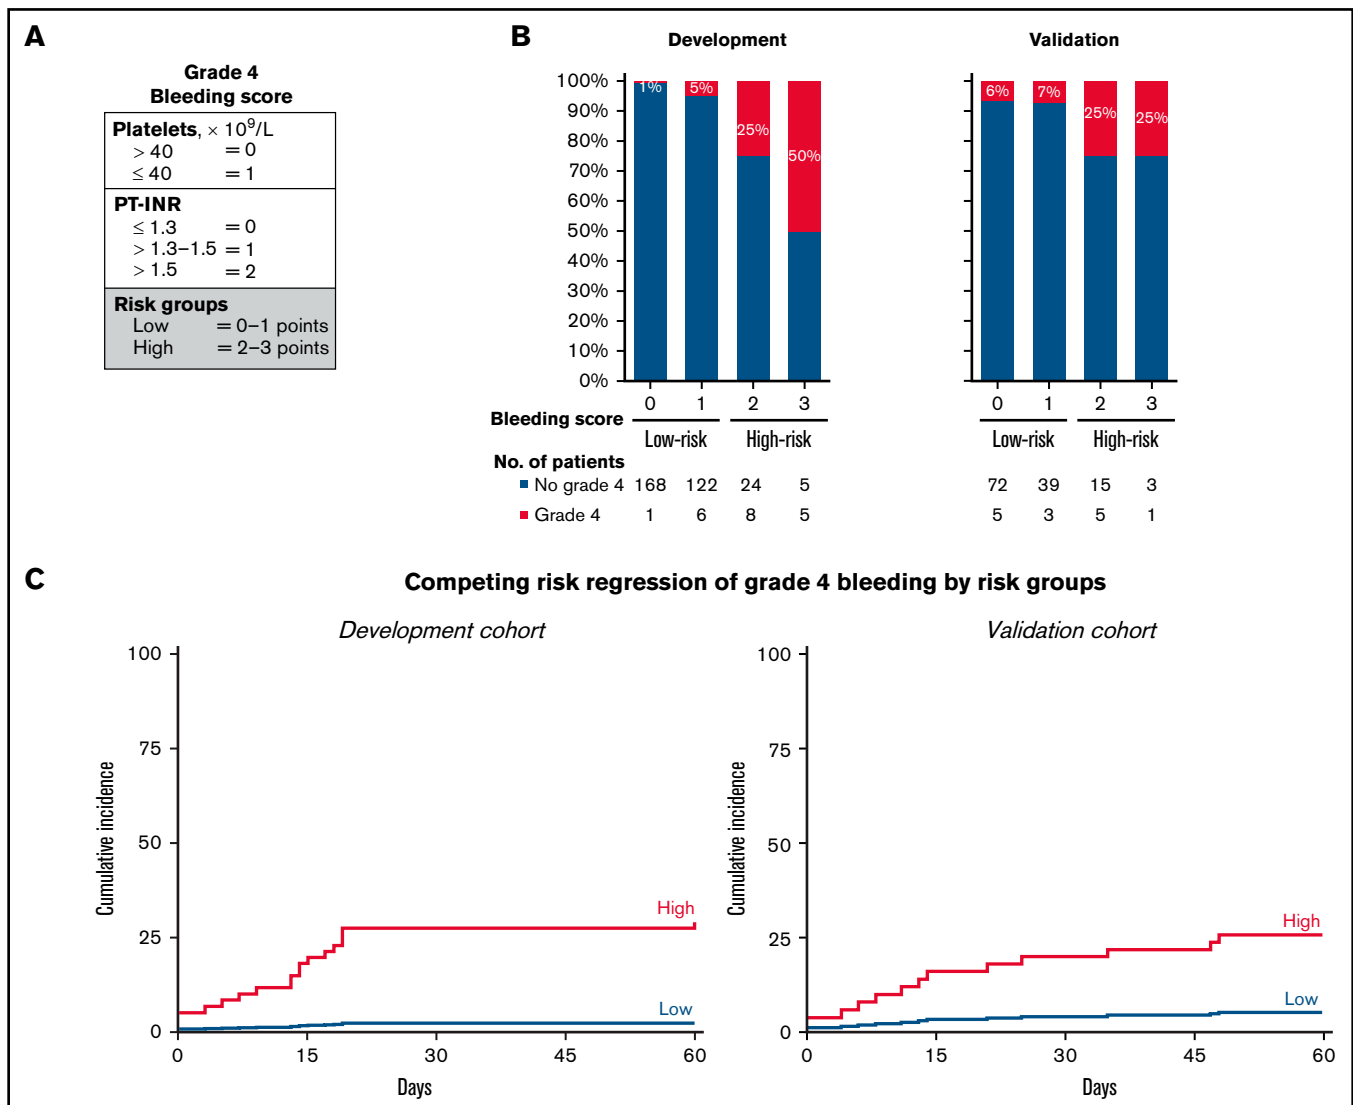 A
Grade 4
Bleeding score
Platelets, × 10⁹/L
> 40 = 0
≤ 40 = 1
PT-INR
≤ 1.3 = 0
> 1.3–1.5 = 1
> 1.5 = 2
Risk groups
Low = 0–1 points
High = 2–3 points
B
Development
Validation
100%
90%
80%
70%
60%
50%
40%
30%
20%
10%
0%
1% 5% 25% 50%
6% 7% 25% 25%
Bleeding score 0 1 2 3 0 1 2 3
Low-risk High-risk Low-risk High-risk
No. of patients
No grade 4 168 122 24 5 72 39 15 3
Grade 4 1 6 8 5 5 3 5 1
C
Competing risk regression of grade 4 bleeding by risk groups
Development cohort
Cumulative incidence
100
75
50
25
0
High
Low
0 15 30 45 60
Days
Validation cohort
Cumulative incidence
100
75
50
25
0
High
Low
0 15 30 45 60
Days